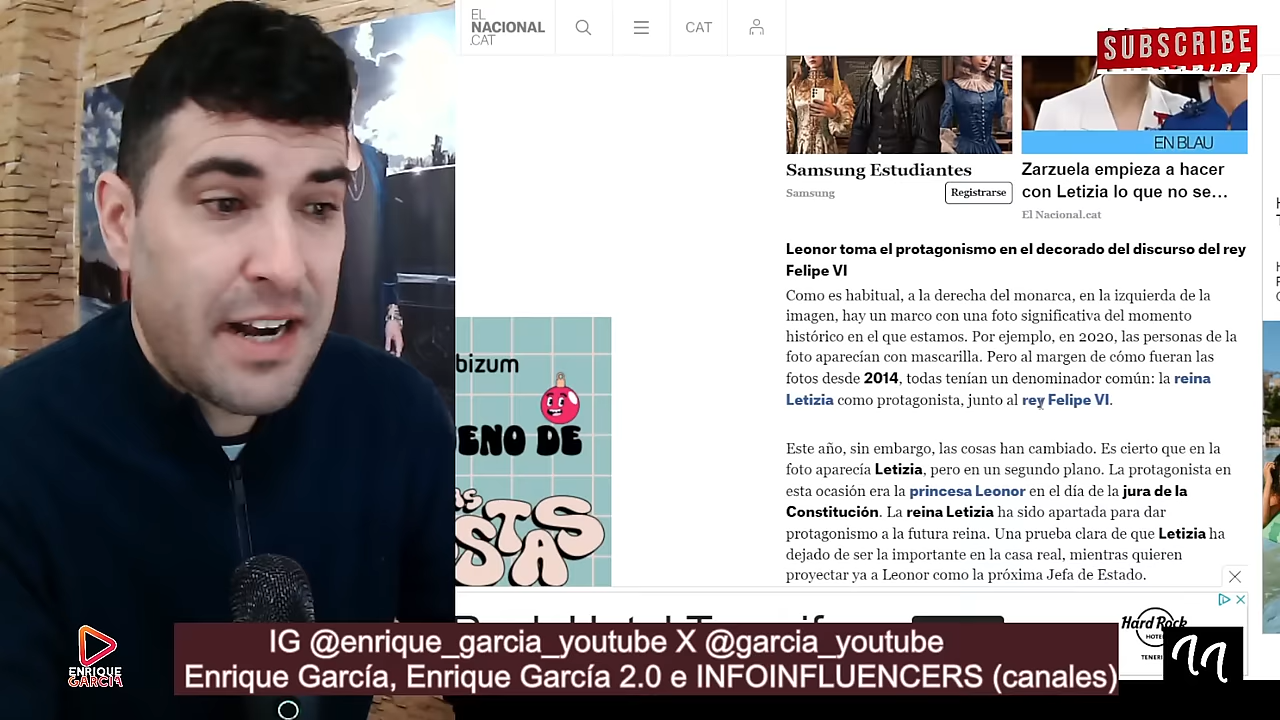 EL
NACIONAL
.CAT
CAT
SUBSCRIBE
EN BLAU
Samsung Estudiantes
Samsung
Registrarse
Zarzuela empieza a hacer
con Letizia lo que no se...
El Nacional.cat
Leonor toma el protagonismo en el decorado del discurso del rey
Felipe VI
Como es habitual, a la derecha del monarca, en la izquierda de la
imagen, hay un marco con una foto significativa del momento
histórico en el que estamos. Por ejemplo, en 2020, las personas de la
foto aparecían con mascarilla. Pero al margen de cómo fueran las
fotos desde 2014, todas tenían un denominador común: la reina
Letizia como protagonista, junto al rey Felipe VI.
Este año, sin embargo, las cosas han cambiado. Es cierto que en la
foto aparecía Letizia, pero en un segundo plano. La protagonista en
esta ocasión era la princesa Leonor en el día de la jura de la
Constitución. La reina Letizia ha sido apartada para dar
protagonismo a la futura reina. Una prueba clara de que Letizia ha
dejado de ser la importante en la casa real, mientras quieren
proyectar ya a Leonor como la próxima Jefa de Estado.
bizum
ENO DE
Hard Rock
HOTEL
TENERIFE
IG @enrique_garcia_youtube X @garcia_youtube
Enrique García, Enrique García 2.0 e INFOINFLUENCERS (canales)
ENRIQUE
GARCÍA